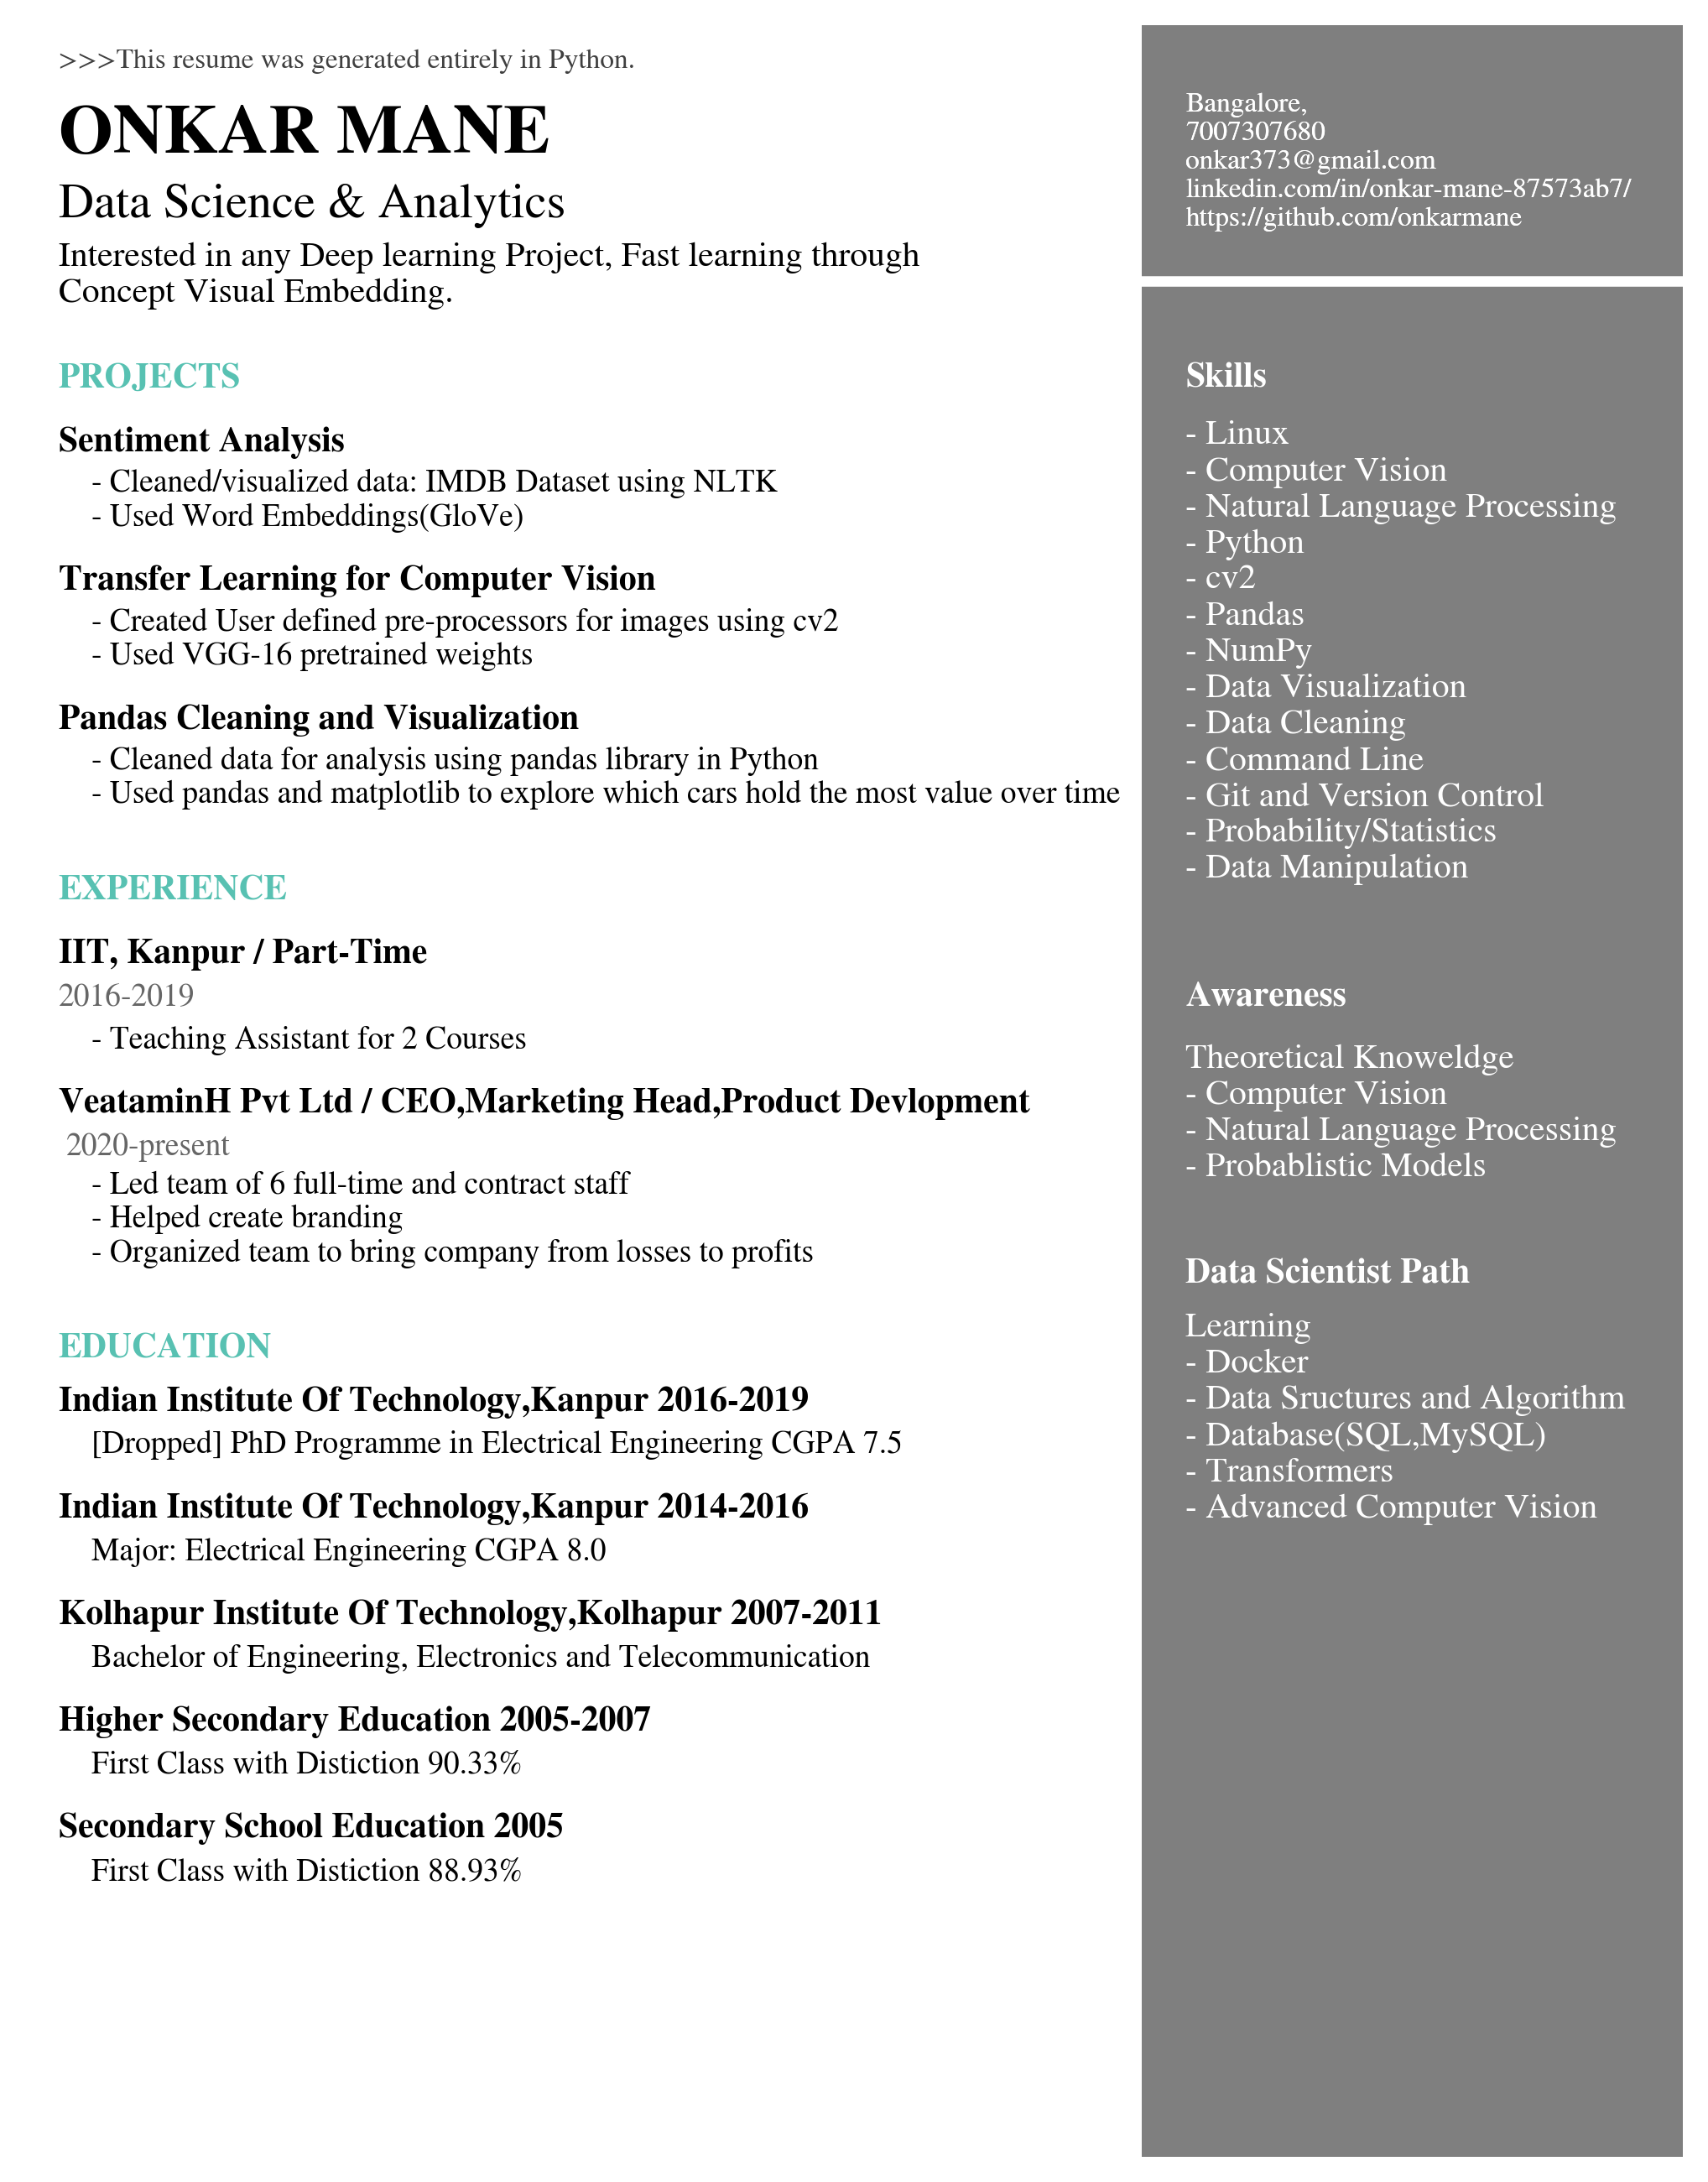 >>>This resume was generated entirely in Python.
ONKAR MANE
Data Science & Analytics
Interested in any Deep learning Project, Fast learning through
Concept Visual Embedding.
PROJECTS
Sentiment Analysis
- Cleaned/visualized data: IMDB Dataset using NLTK
- Used Word Embeddings(GloVe)
Transfer Learning for Computer Vision
- Created User defined pre-processors for images using cv2
- Used VGG-16 pretrained weights
Pandas Cleaning and Visualization
- Cleaned data for analysis using pandas library in Python
- Used pandas and matplotlib to explore which cars hold the most value over time
EXPERIENCE
IIT, Kanpur / Part-Time
2016-2019
- Teaching Assistant for 2 Courses
VeataminH Pvt Ltd / CEO,Marketing Head,Product Devlopment
2020-present
- Led team of 6 full-time and contract staff
- Helped create branding
- Organized team to bring company from losses to profits
EDUCATION
Indian Institute Of Technology,Kanpur 2016-2019
[Dropped] PhD Programme in Electrical Engineering CGPA 7.5
Indian Institute Of Technology,Kanpur 2014-2016
Major: Electrical Engineering CGPA 8.0
Kolhapur Institute Of Technology,Kolhapur 2007-2011
Bachelor of Engineering, Electronics and Telecommunication
Higher Secondary Education 2005-2007
First Class with Distiction 90.33%
Secondary School Education 2005
First Class with Distiction 88.93%
Bangalore,
7007307680
onkar373@gmail.com
linkedin.com/in/onkar-mane-87573ab7/
https://github.com/onkarmane
Skills
- Linux
- Computer Vision
- Natural Language Processing
- Python
- cv2
- Pandas
- NumPy
- Data Visualization
- Data Cleaning
- Command Line
- Git and Version Control
- Probability/Statistics
- Data Manipulation
Awareness
Theoretical Knoweldge
- Computer Vision
- Natural Language Processing
- Probablistic Models
Data Scientist Path
Learning
- Docker
- Data Sructures and Algorithm
- Database(SQL,MySQL)
- Transformers
- Advanced Computer Vision